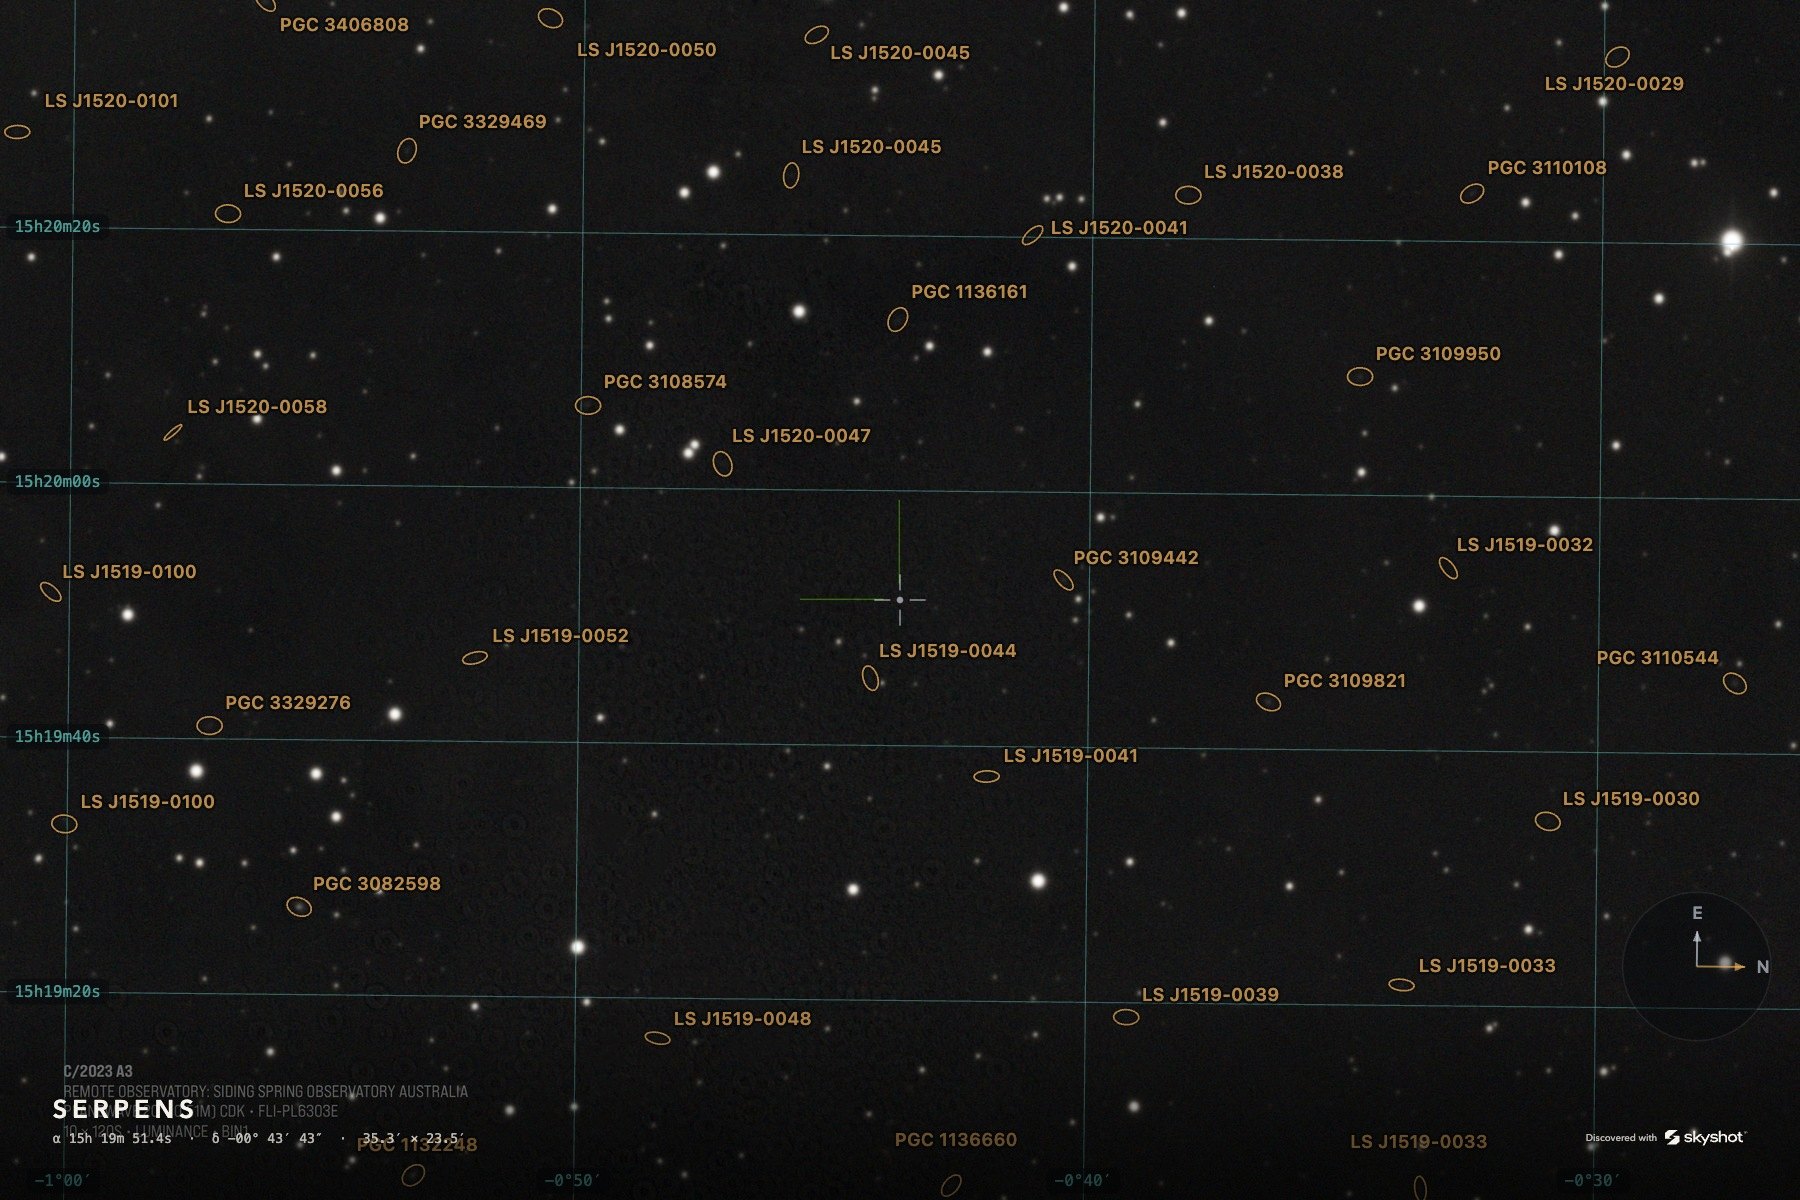 PGC 3406808
LS J1520-0050
LS J1520-0045
LS J1520-0029
LS J1520-0101
PGC 3329469
LS J1520-0045
LS J1520-0038
PGC 3110108
LS J1520-0056
15h20m20s
LS J1520-0041
PGC 1136161
PGC 3109950
PGC 3108574
LS J1520-0058
LS J1520-0047
15h20m00s
LS J1519-0032
PGC 3109442
LS J1519-0100
LS J1519-0052
LS J1519-0044
PGC 3110544
PGC 3109821
PGC 3329276
15h19m40s
LS J1519-0041
LS J1519-0100
LS J1519-0030
PGC 3082598
E
N
LS J1519-0033
15h19m20s
LS J1519-0039
LS J1519-0048
C/2023 A3
REMOTE OBSERVATORY: SIDING SPRING OBSERVATORY AUSTRALIA
SERPENS
CDK · FLI-PL6303E
10 × 120S · LUMINANCE · BIN1
α 15h 19m 51.4s · δ −00° 43′ 43″ · 35.3′ × 23.5′
PGC 1132248
PGC 1136660
LS J1519-0033
Discovered with skyshot
-1°00′
-0°50′
-0°40′
-0°30′